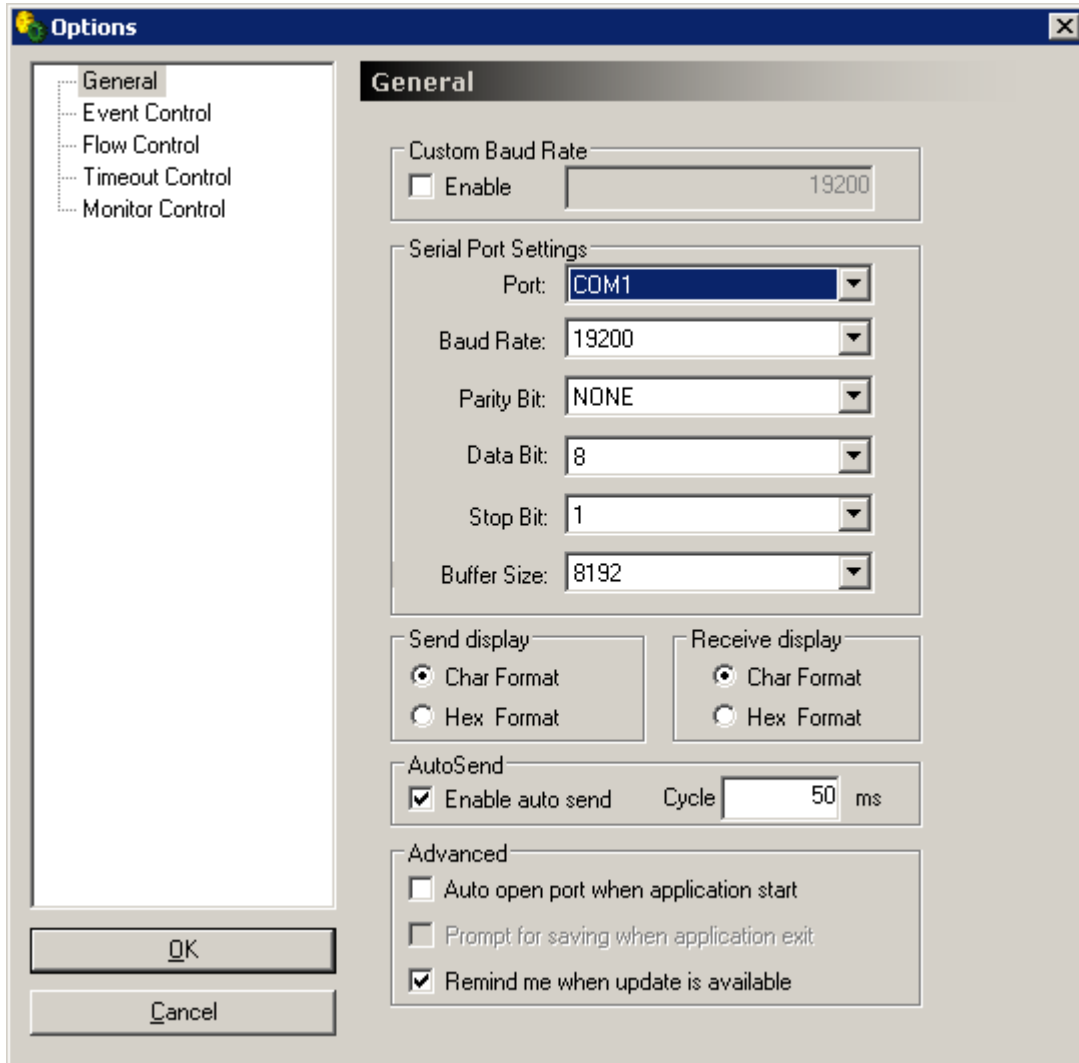 Options
General
Event Control
Flow Control
Timeout Control
Monitor Control
OK
Cancel
General
Custom Baud Rate
Enable 19200
Serial Port Settings
Port: COM1
Baud Rate: 19200
Parity Bit: NONE
Data Bit: 8
Stop Bit: 1
Buffer Size: 8192
Send display
Char Format
Hex Format
Receive display
Char Format
Hex Format
AutoSend
Enable auto send Cycle 50 ms
Advanced
Auto open port when application start
Prompt for saving when application exit
Remind me when update is available